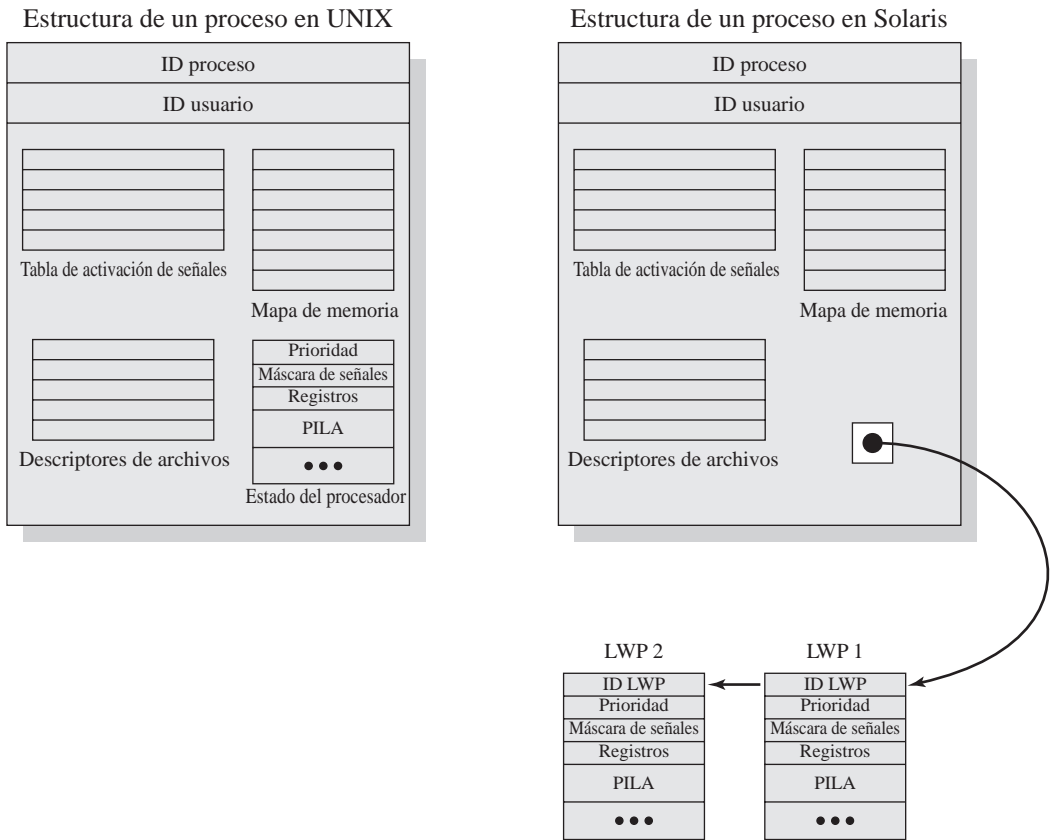 Estructura de un proceso en UNIX
ID proceso
ID usuario
Tabla de activación de señales
Mapa de memoria
Descriptores de archivos
Prioridad
Máscara de señales
Registros
PILA
Estado del procesador
Estructura de un proceso en Solaris
ID proceso
ID usuario
Tabla de activación de señales
Mapa de memoria
Descriptores de archivos
LWP 2
ID LWP
Prioridad
Máscara de señales
Registros
PILA
LWP 1
ID LWP
Prioridad
Máscara de señales
Registros
PILA